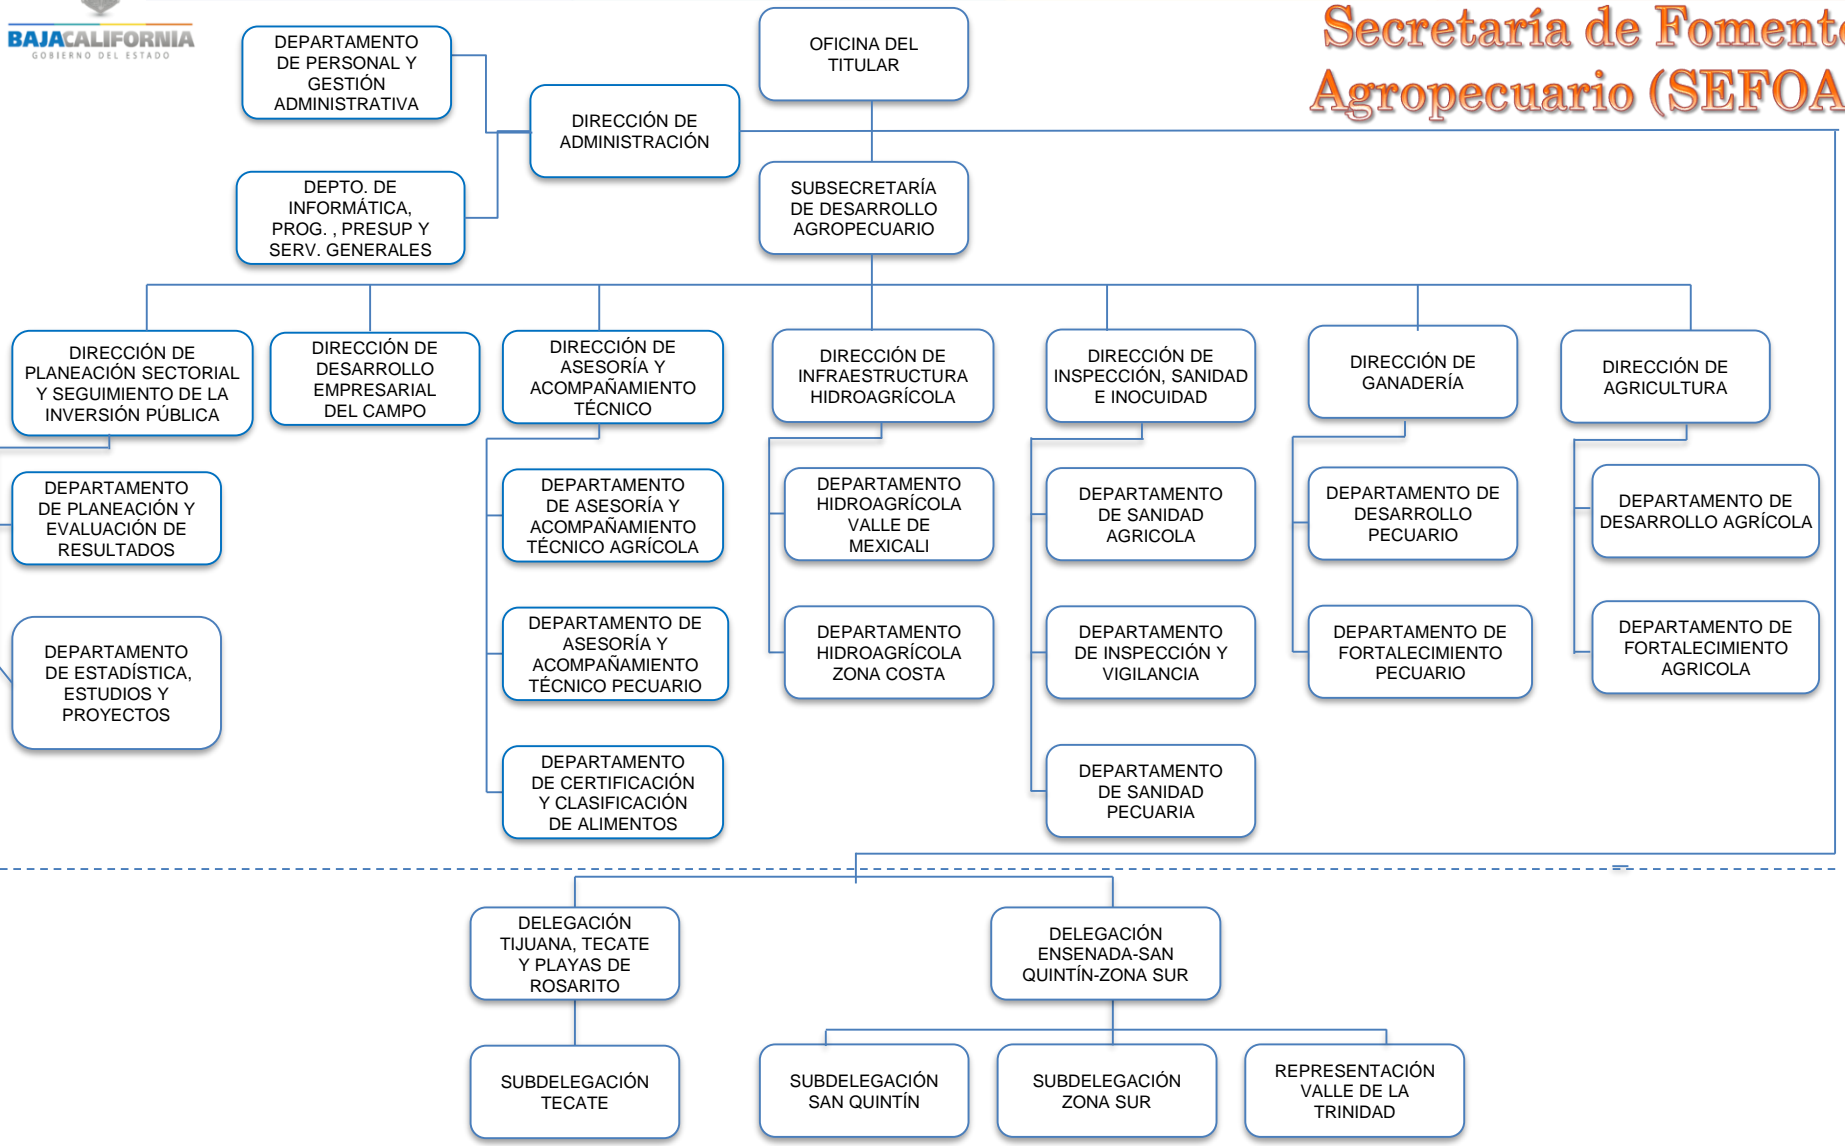 BAJACALIFORNIA
GOBIERNO DEL ESTADO
Secretaría de Fomento
Agropecuario (SEFOA
DEPARTAMENTO
DE PERSONAL Y
GESTIÓN
ADMINISTRATIVA
OFICINA DEL
TITULAR
DIRECCIÓN DE
ADMINISTRACIÓN
DEPTO. DE
INFORMÁTICA,
PROG. , PRESUP Y
SERV. GENERALES
SUBSECRETARÍA
DE DESARROLLO
AGROPECUARIO
DIRECCIÓN DE
PLANEACIÓN SECTORIAL
Y SEGUIMIENTO DE LA
INVERSIÓN PÚBLICA
DIRECCIÓN DE
DESARROLLO
EMPRESARIAL
DEL CAMPO
DIRECCIÓN DE
ASESORÍA Y
ACOMPAÑAMIENTO
TÉCNICO
DIRECCIÓN DE
INFRAESTRUCTURA
HIDROAGRÍCOLA
DIRECCIÓN DE
INSPECCIÓN, SANIDAD
E INOCUIDAD
DIRECCIÓN DE
GANADERÍA
DIRECCIÓN DE
AGRICULTURA
DEPARTAMENTO
DE PLANEACIÓN Y
EVALUACIÓN DE
RESULTADOS
DEPARTAMENTO
DE ASESORÍA Y
ACOMPAÑAMIENTO
TÉCNICO AGRÍCOLA
DEPARTAMENTO
HIDROAGRÍCOLA
VALLE DE
MEXICALI
DEPARTAMENTO
DE SANIDAD
AGRICOLA
DEPARTAMENTO DE
DESARROLLO
PECUARIO
DEPARTAMENTO DE
DESARROLLO AGRÍCOLA
DEPARTAMENTO
DE ESTADÍSTICA,
ESTUDIOS Y
PROYECTOS
DEPARTAMENTO DE
ASESORÍA Y
ACOMPAÑAMIENTO
TÉCNICO PECUARIO
DEPARTAMENTO
HIDROAGRÍCOLA
ZONA COSTA
DEPARTAMENTO
DE INSPECCIÓN Y
VIGILANCIA
DEPARTAMENTO DE
FORTALECIMIENTO
PECUARIO
DEPARTAMENTO DE
FORTALECIMIENTO
AGRICOLA
DEPARTAMENTO
DE CERTIFICACIÓN
Y CLASIFICACIÓN
DE ALIMENTOS
DEPARTAMENTO
DE SANIDAD
PECUARIA
DELEGACIÓN
TIJUANA, TECATE
Y PLAYAS DE
ROSARITO
DELEGACIÓN
ENSENADA-SAN
QUINTÍN-ZONA SUR
SUBDELEGACIÓN
TECATE
SUBDELEGACIÓN
SAN QUINTÍN
SUBDELEGACIÓN
ZONA SUR
REPRESENTACIÓN
VALLE DE LA
TRINIDAD